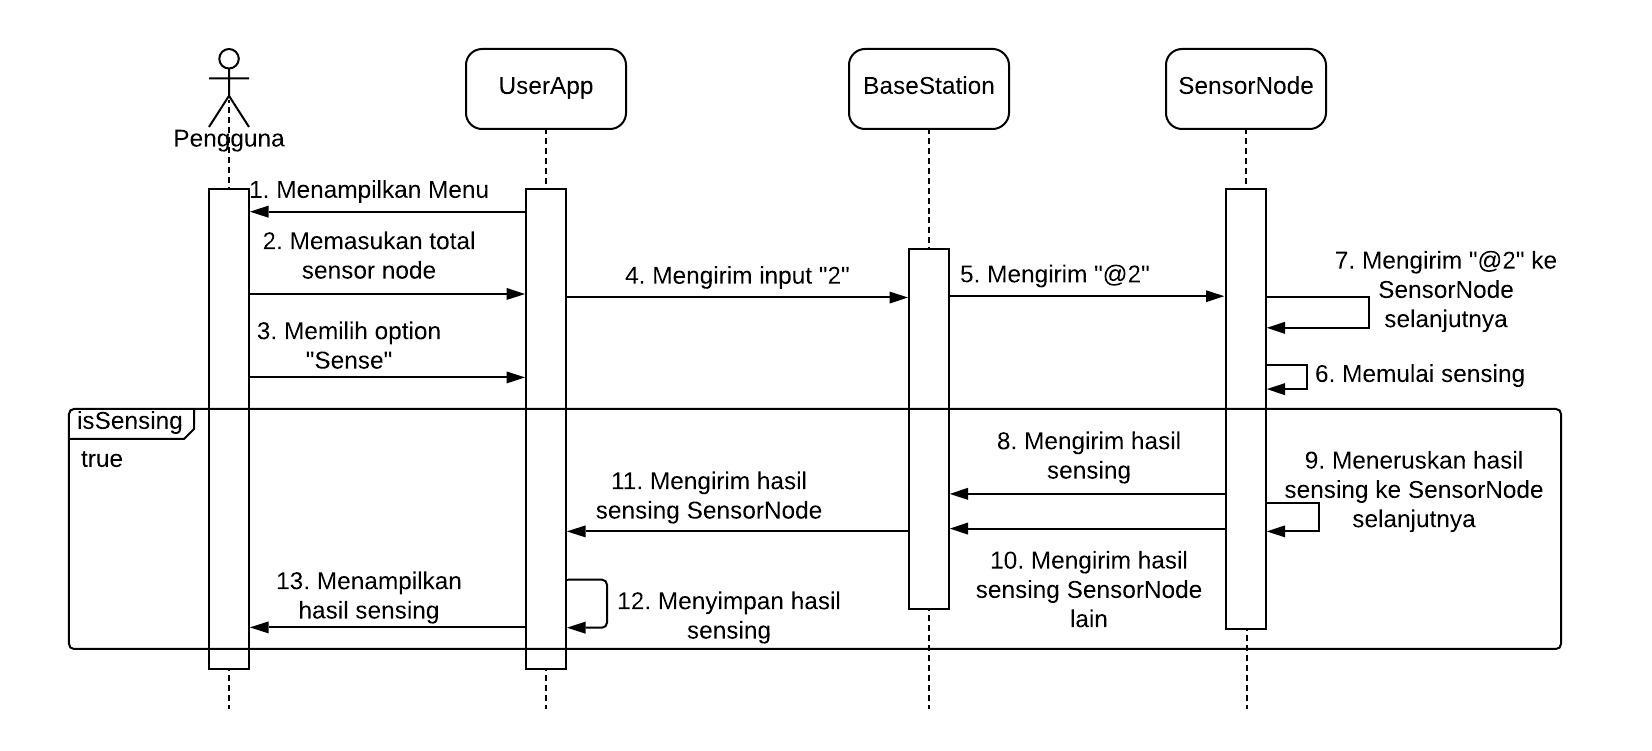 Pengguna
UserApp
BaseStation
SensorNode
1. Menampilkan Menu
2. Memasukan total
sensor node
3. Memilih option
"Sense"
4. Mengirim input "2"
5. Mengirim "@2"
7. Mengirim "@2" ke
SensorNode
selanjutnya
6. Memulai sensing
isSensing
true
8. Mengirim hasil
sensing
9. Meneruskan hasil
sensing ke SensorNode
selanjutnya
11. Mengirim hasil
sensing SensorNode
10. Mengirim hasil
sensing SensorNode
lain
12. Menyimpan hasil
sensing
13. Menampilkan
hasil sensing